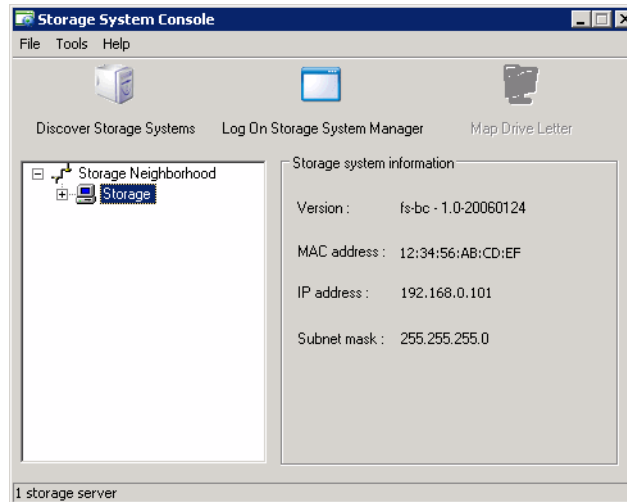 Storage System Console
File Tools Help
Discover Storage Systems Log On Storage System Manager Map Drive Letter
Storage Neighborhood
Storage
Storage system information
Version : fs-bc - 1.0-20060124
MAC address : 12:34:56:AB:CD:EF
IP address : 192.168.0.101
Subnet mask : 255.255.255.0
1 storage server